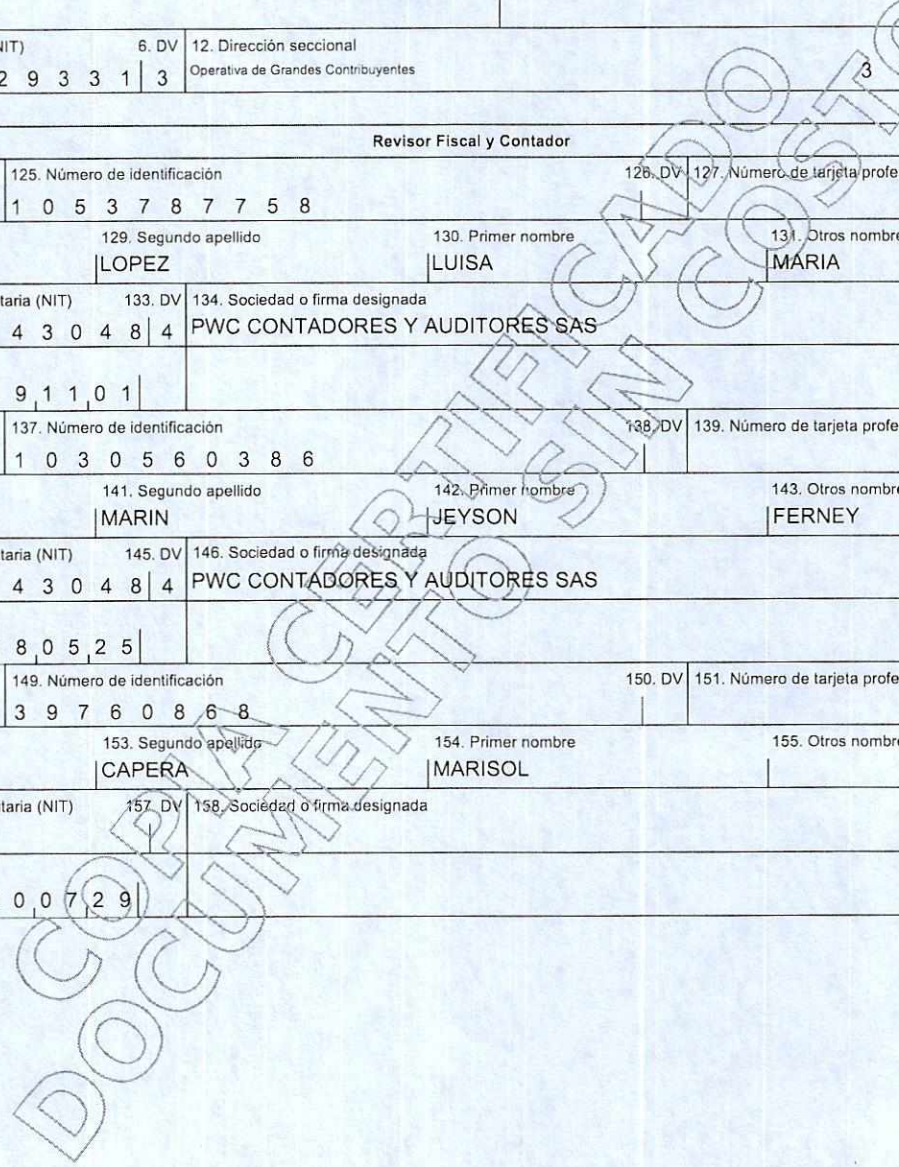 NIT) 6. DV 12. Dirección seccional
2 9 3 3 1 3 Operativa de Grandes Contribuyentes 3
Revisor Fiscal y Contador
125. Número de identificación 126. DV 127. Número de tarjeta profe
1 0 5 3 7 8 7 7 5 8
129. Segundo apellido 130. Primer nombre 131. Otros nombre
LOPEZ LUISA MARIA
taria (NIT) 133. DV 134. Sociedad o firma designada
4 3 0 4 8 4 PWC CONTADORES Y AUDITORES SAS
9 1 1 0 1
137. Número de identificación 138. DV 139. Número de tarjeta profe
1 0 3 0 5 6 0 3 8 6
141. Segundo apellido 142. Primer nombre 143. Otros nombre
MARIN JEYSON FERNEY
taria (NIT) 145. DV 146. Sociedad o firma designada
4 3 0 4 8 4 PWC CONTADORES Y AUDITORES SAS
8 0 5 2 5
149. Número de identificación 150. DV 151. Número de tarjeta profe
3 9 7 6 0 8 6 8
153. Segundo apellido 154. Primer nombre 155. Otros nombre
CAPERA MARISOL
taria (NIT) 157. DV 158. Sociedad o firma designada
0 0 7 2 9
COPIA CERTIFICADO
DOCUMENTO SIN COSTO